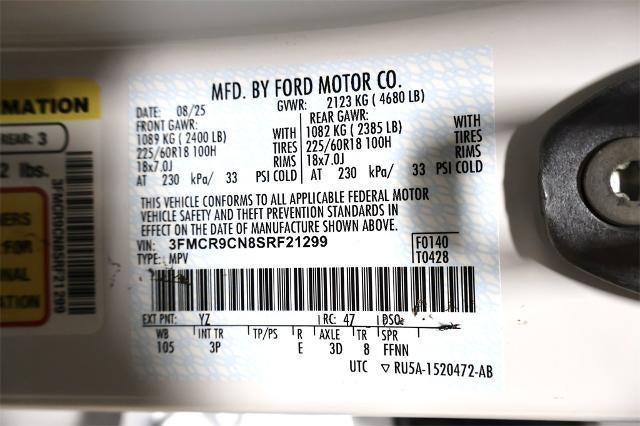 MFD. BY FORD MOTOR CO.
DATE: 08/25 GVWR: 2123 KG ( 4680 LB)
FRONT GAWR: REAR GAWR:
1089 KG ( 2400 LB) WITH 1082 KG ( 2385 LB) WITH
225/60R18 100H TIRES 225/60R18 100H TIRES
18x7.0J RIMS 18x7.0J RIMS
AT 230 kPa/ 33 PSI COLD AT 230 kPa/ 33 PSI COLD
THIS VEHICLE CONFORMS TO ALL APPLICABLE FEDERAL MOTOR
VEHICLE SAFETY AND THEFT PREVENTION STANDARDS IN
EFFECT ON THE DATE OF MANUFACTURE SHOWN ABOVE.
VIN: 3FMCR9CN8SRF21299 F0140
TYPE: MPV T0428
EXT PNT: YZ RC: 47 DSO:
WB INT TR TP/PS R AXLE TR SPR
105 3P E 3D 8 FFNN
UTC ▽ RU5A-1520472-AB
RMATION
REAR: 3
lbs.
3FMCR9CN8SRF21299